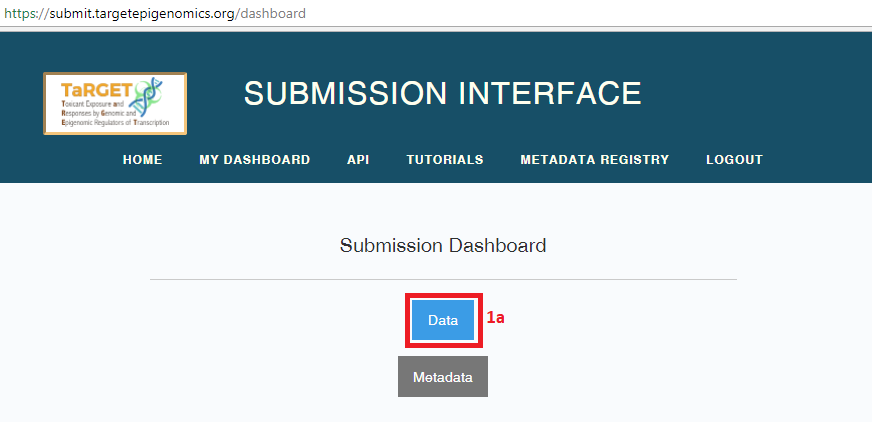 https://submit.targetepigenomics.org/dashboard
TaRGET
Toxicant Exposure and
Responses by Genomic and
Epigenomic Regulators of Transcription
SUBMISSION INTERFACE
HOME MY DASHBOARD API TUTORIALS METADATA REGISTRY LOGOUT
Submission Dashboard
Data 1a
Metadata